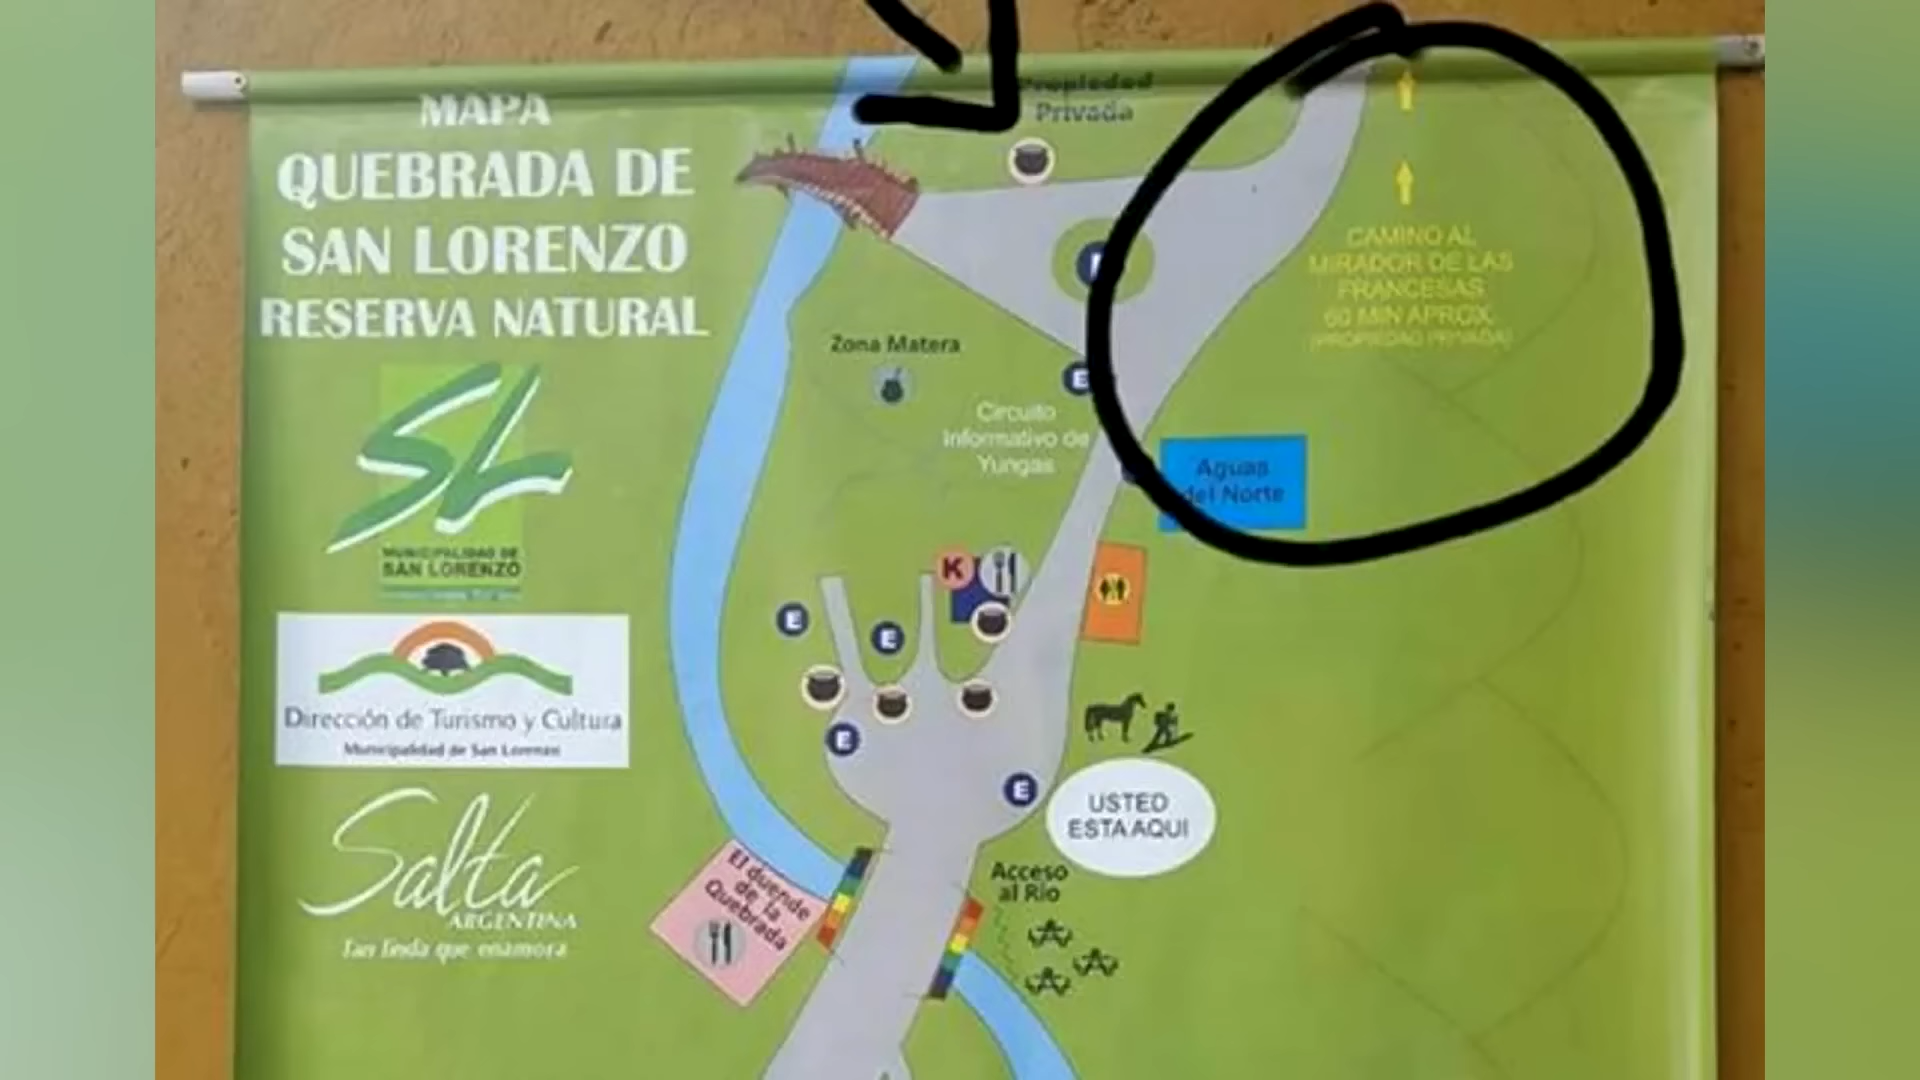 MAPA
QUEBRADA DE
SAN LORENZO
RESERVA NATURAL
MUNICIPALIDAD DE
SAN LORENZO
Dirección de Turismo y Cultura
Municipalidad de San Lorenzo
Salta
ARGENTINA
Tan linda que enamora
Propiedad
Privada
CAMINO AL
MIRADOR DE LAS
FRANCESAS
60 MIN APROX.
(PROPIEDAD PRIVADA)
Zona Matera
E
Circuito
Informativo de
Yungas
Aguas
del Norte
K
E
E
E
E
USTED
ESTA AQUI
Acceso
al Río
El duende
de la
Quebrada